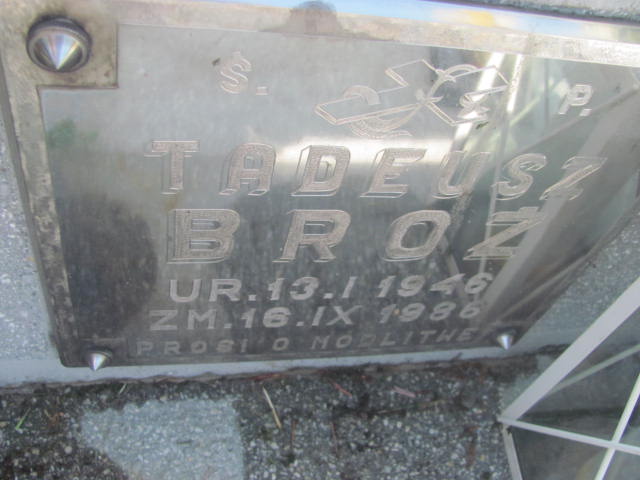 Ś. P.
TADEUSZ
BROŻ
UR.13.I 1946
ZM.16.IX 1986
PROSI O MODLITWĘ